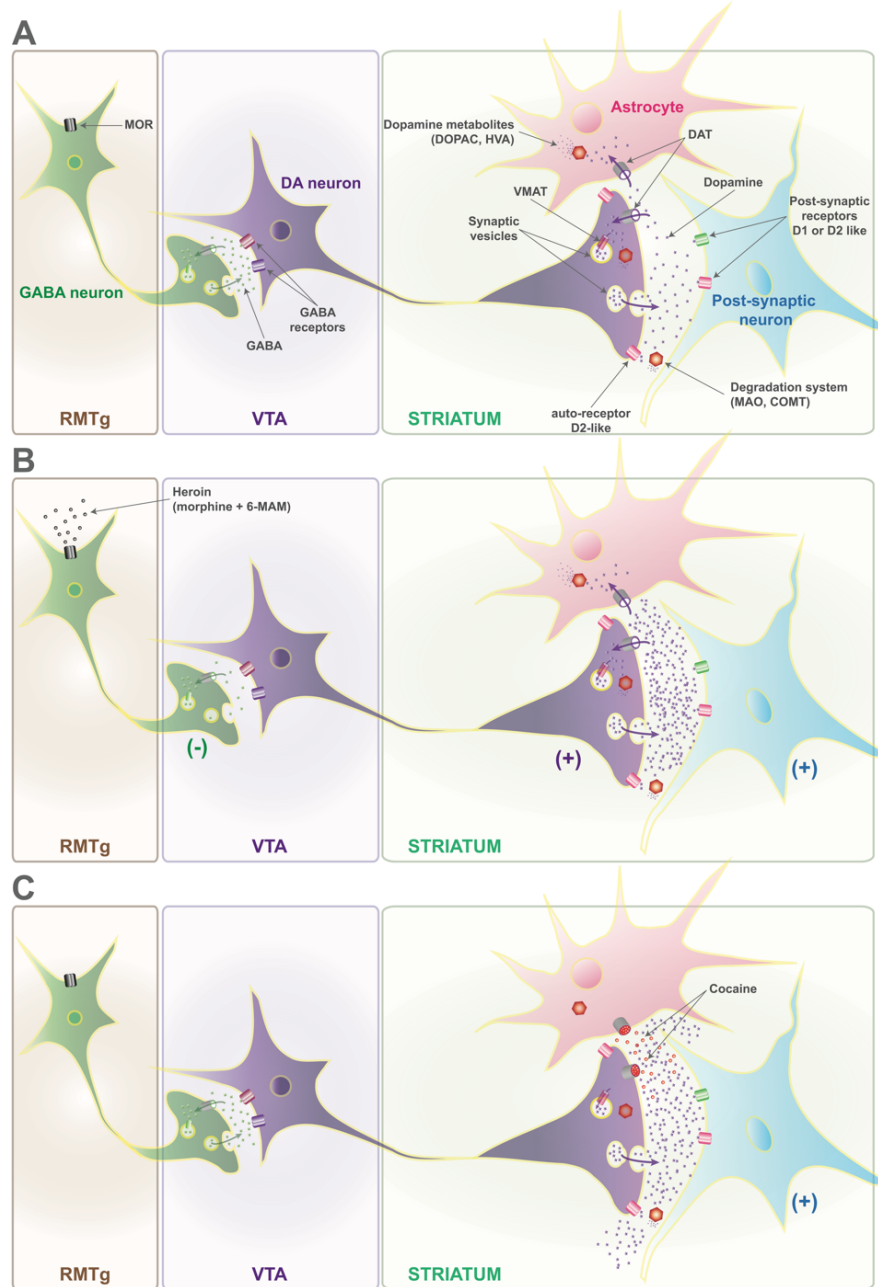 A
MOR
GABA neuron
RMTg
DA neuron
GABA
receptors
GABA
VTA
Astrocyte
Dopamine metabolites
(DOPAC, HVA)
DAT
VMAT
Dopamine
Synaptic
vesicles
Post-synaptic
receptors
D1 or D2 like
Post-synaptic
neuron
Degradation system
(MAO, COMT)
auto-receptor
D2-like
STRIATUM
B
Heroin
(morphine + 6-MAM)
(-)
(+)
(+)
RMTg
VTA
STRIATUM
C
Cocaine
(+)
RMTg
VTA
STRIATUM